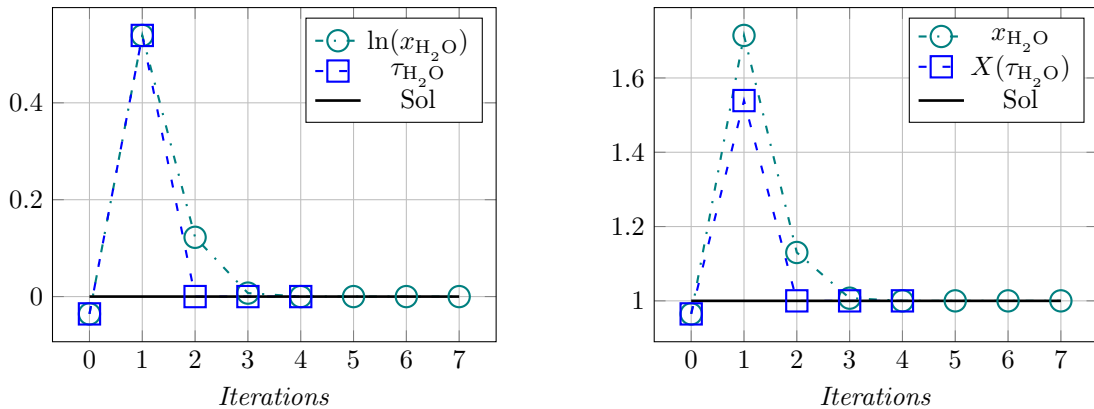 ln(x_H₂O)
τ_H₂O
Sol
0.4
0.2
0
0 1 2 3 4 5 6 7
Iterations
x_H₂O
X(τ_H₂O)
Sol
1.6
1.4
1.2
1
0 1 2 3 4 5 6 7
Iterations